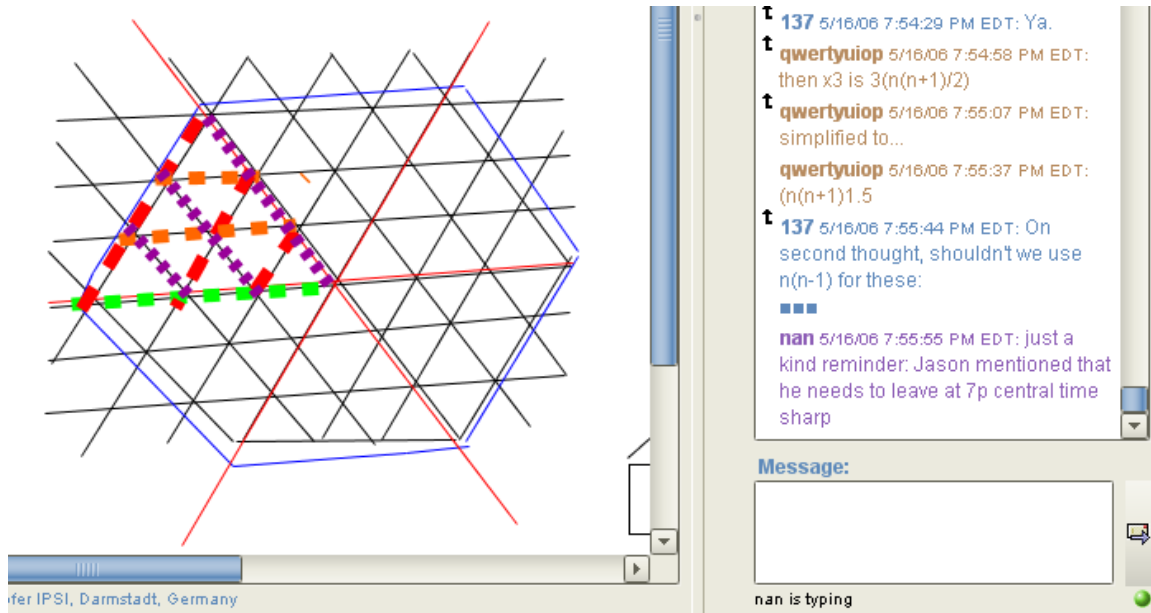 137 5/16/06 7:54:29 PM EDT: Ya.
qwertyuiop 5/16/06 7:54:58 PM EDT:
then x3 is 3(n(n+1)/2)
qwertyuiop 5/16/06 7:55:07 PM EDT:
simplified to...
qwertyuiop 5/16/06 7:55:37 PM EDT:
(n(n+1)1.5
137 5/16/06 7:55:44 PM EDT: On
second thought, shouldn't we use
n(n-1) for these:
nan 5/16/06 7:55:55 PM EDT: just a
kind reminder: Jason mentioned that
he needs to leave at 7p central time
sharp
Message:
ofer IPSI, Darmstadt, Germany
nan is typing